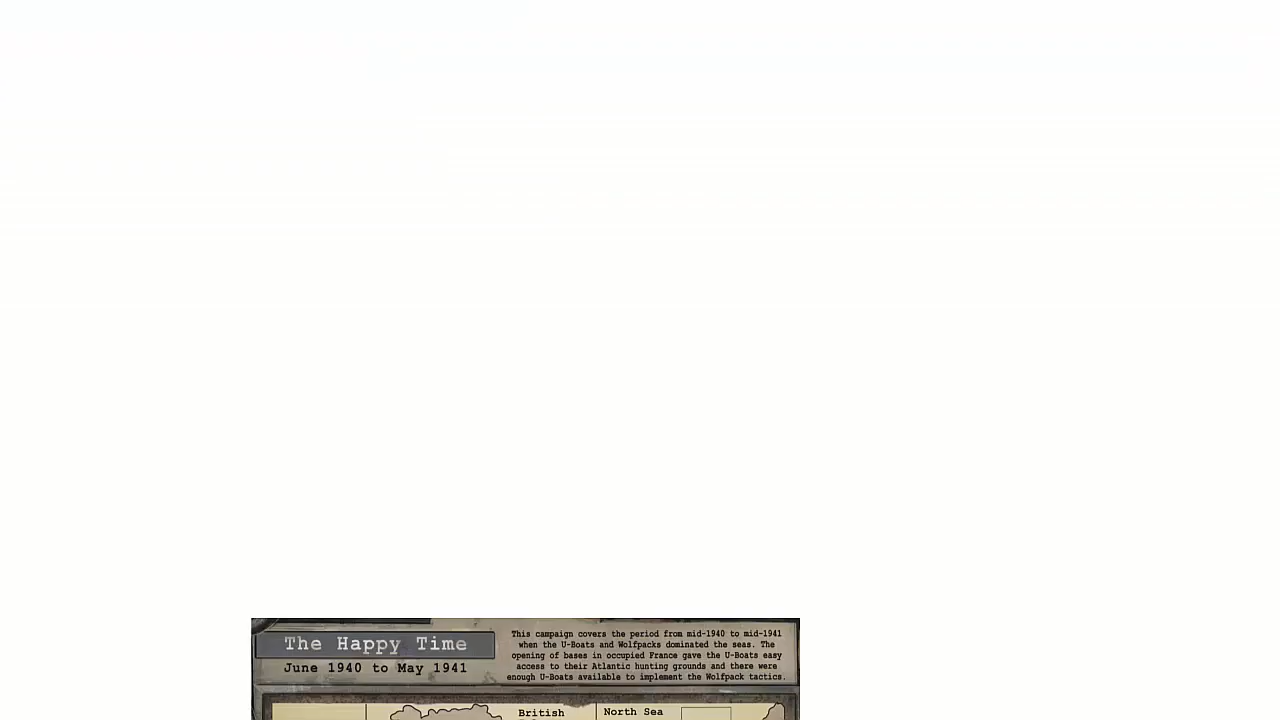 The Happy Time
June 1940 to May 1941
This campaign covers the period from mid-1940 to mid-1941
when the U-Boats and Wolfpacks dominated the seas. The
opening of bases in occupied France gave the U-Boats easy
access to their Atlantic hunting grounds and there were
enough U-Boats available to implement the Wolfpack tactics.
British
North Sea